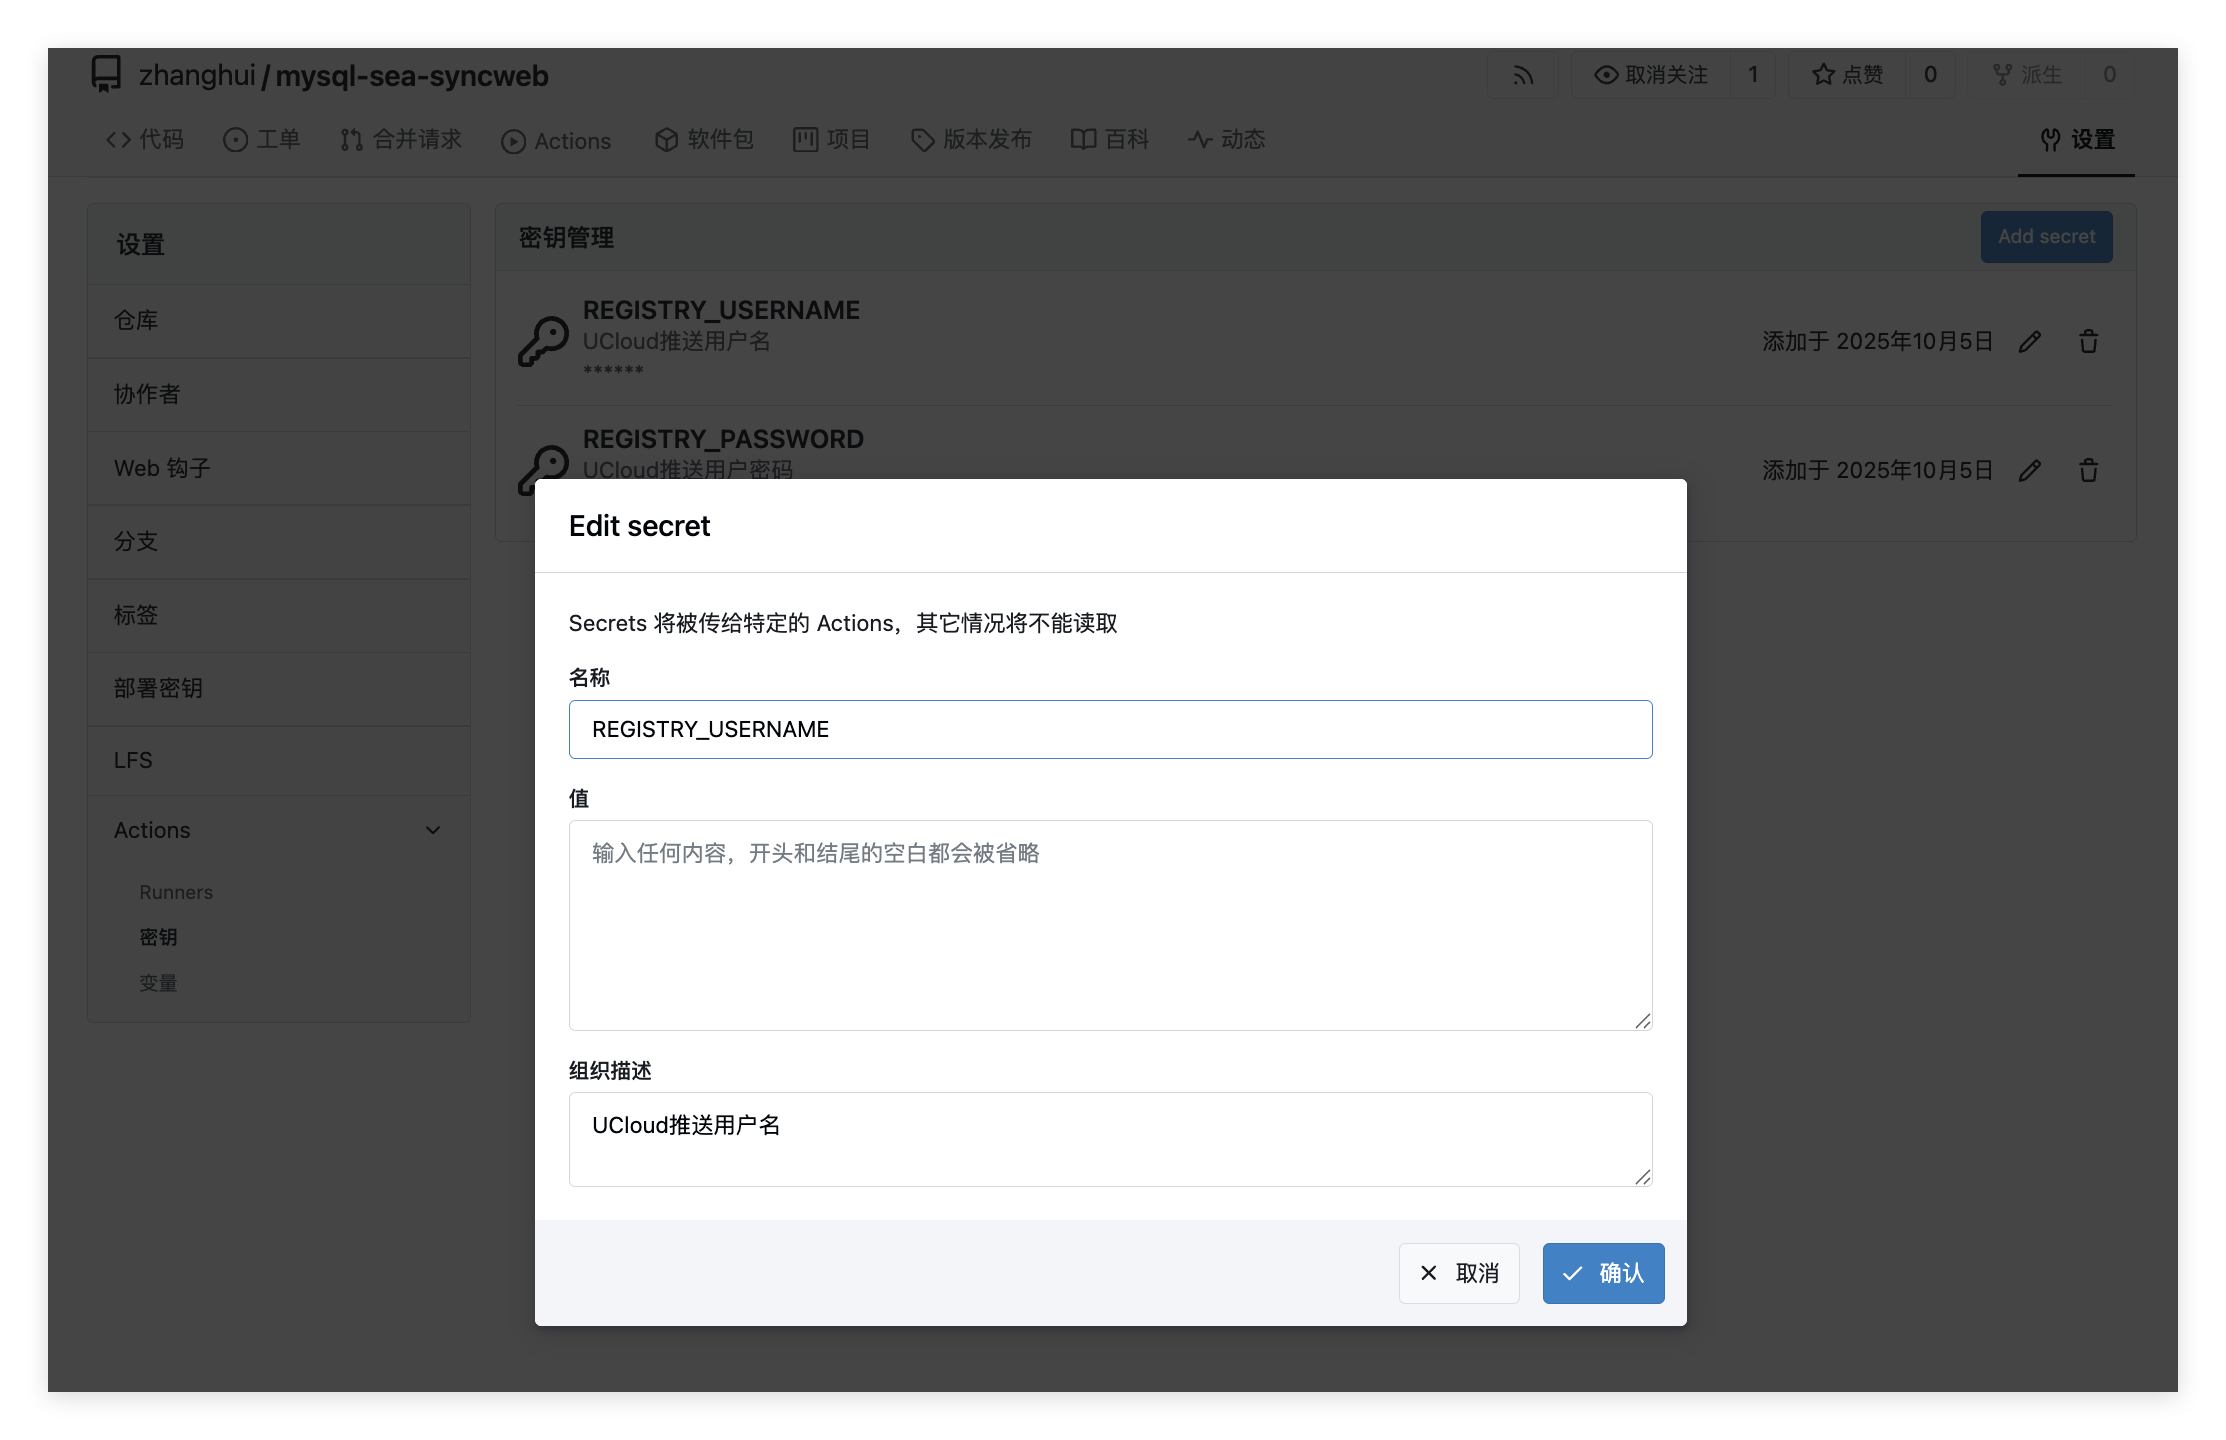 zhanghui / mysql-sea-syncweb
取消关注 1 点赞 0 派生 0
代码 工单 合并请求 Actions 软件包 项目 版本发布 百科 动态 设置
设置
仓库
协作者
Web 钩子
分支
标签
部署密钥
LFS
Actions
Runners
密钥
变量
密钥管理
Add secret
REGISTRY_USERNAME
UCloud推送用户名
******
添加于 2025年10月5日
REGISTRY_PASSWORD
UCloud推送用户密码
添加于 2025年10月5日
Edit secret
Secrets 将被传给特定的 Actions，其它情况将不能读取
名称
REGISTRY_USERNAME
值
输入任何内容，开头和结尾的空白都会被省略
组织描述
UCloud推送用户名
取消
确认